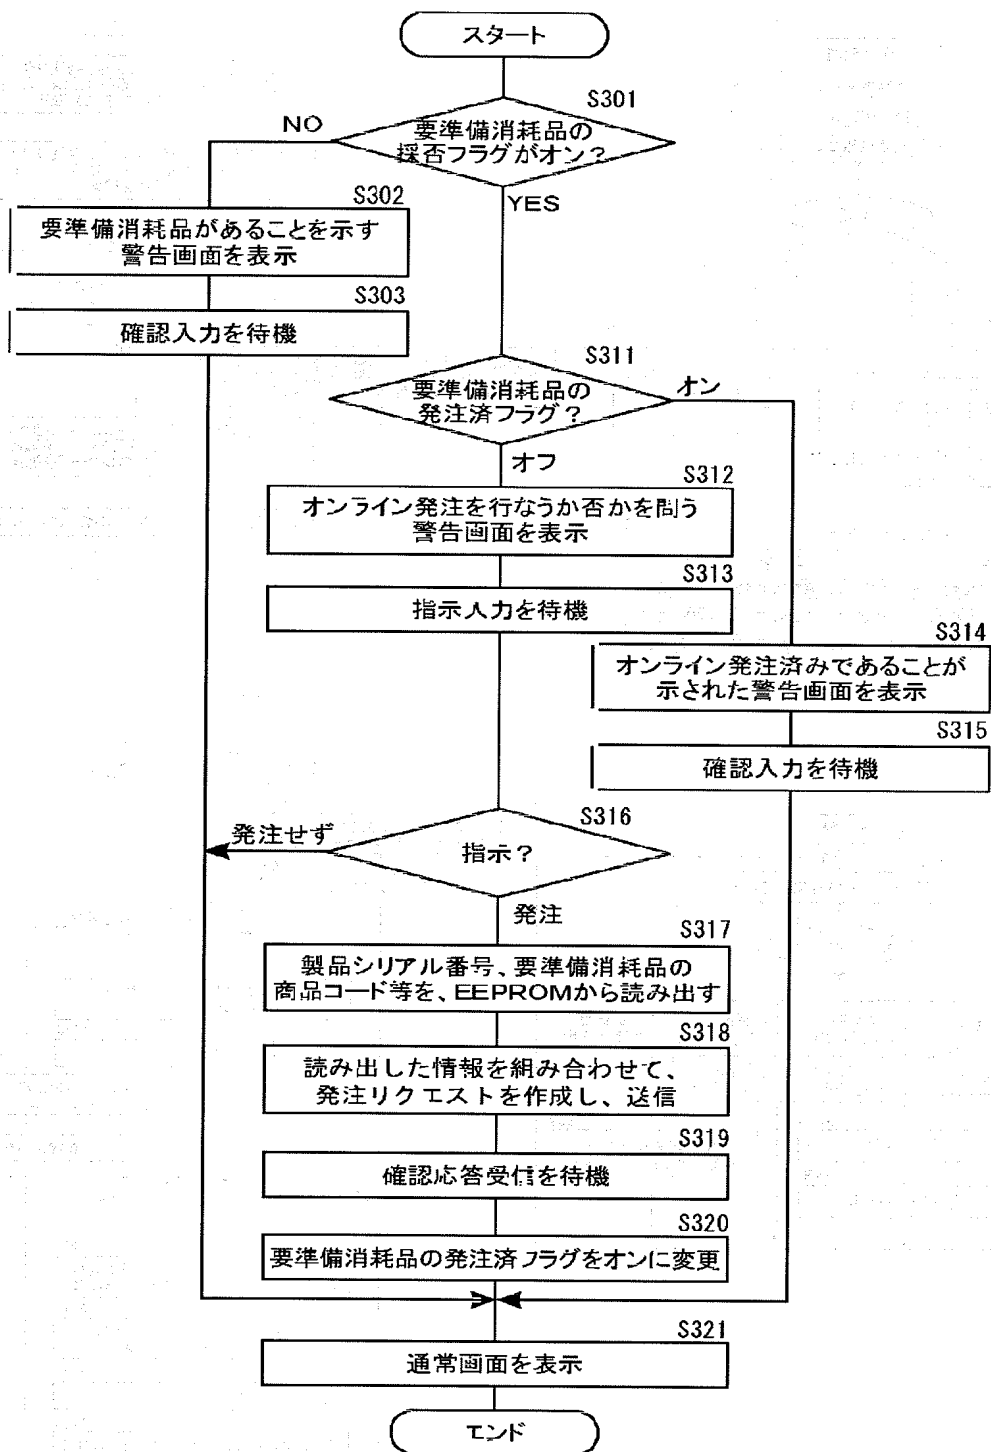 スタート
S301
要準備消耗品の
採否フラグがオン？
NO
YES
S302
要準備消耗品があることを示す
警告画面を表示
S303
確認入力を待機
S311
要準備消耗品の
発注済フラグ？
オン
オフ
S312
オンライン発注を行なうか否かを問う
警告画面を表示
S313
指示入力を待機
S314
オンライン発注済みであることが
示された警告画面を表示
S315
確認入力を待機
S316
指示？
発注せず
発注
S317
製品シリアル番号、要準備消耗品の
商品コード等を、EEPROMから読み出す
S318
読み出した情報を組み合わせて、
発注リクエストを作成し、送信
S319
確認応答受信を待機
S320
要準備消耗品の発注済フラグをオンに変更
S321
通常画面を表示
エンド